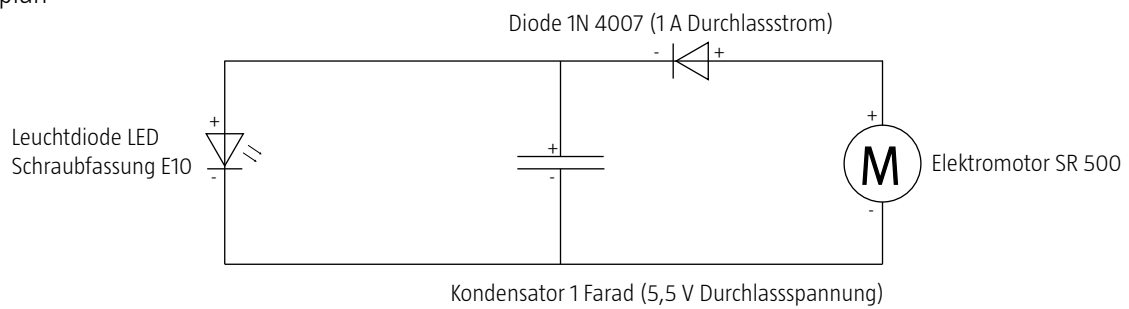 plan
Diode 1N 4007 (1 A Durchlassstrom)
- +
+ + +
Leuchtdiode LED
Schraubfassung E10
M
Elektromotor SR 500
- - -
Kondensator 1 Farad (5,5 V Durchlassspannung)